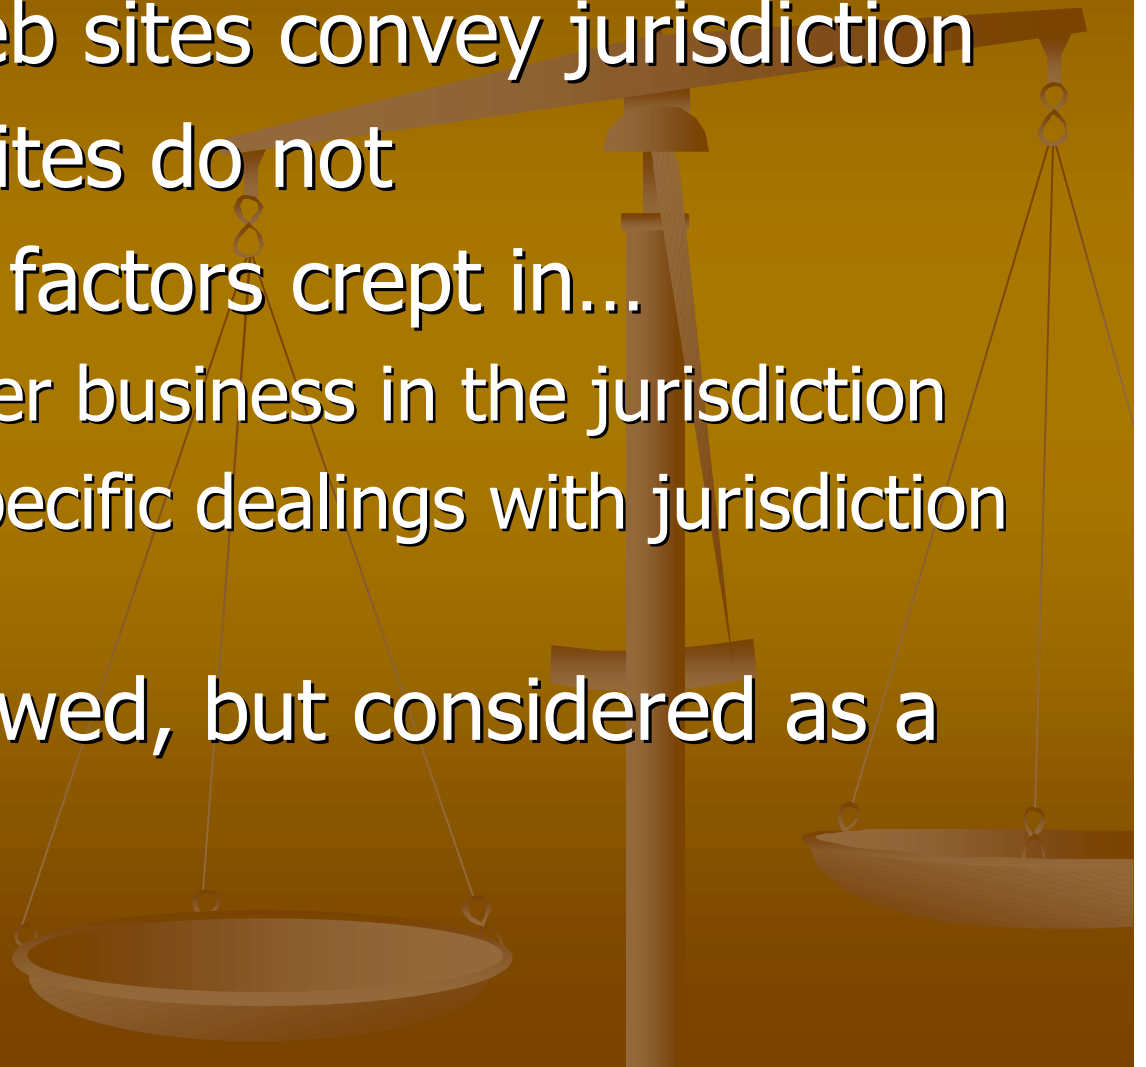 eb sites convey jurisdiction
ites do not
factors crept in…
er business in the jurisdiction
pecific dealings with jurisdiction
wed, but considered as a